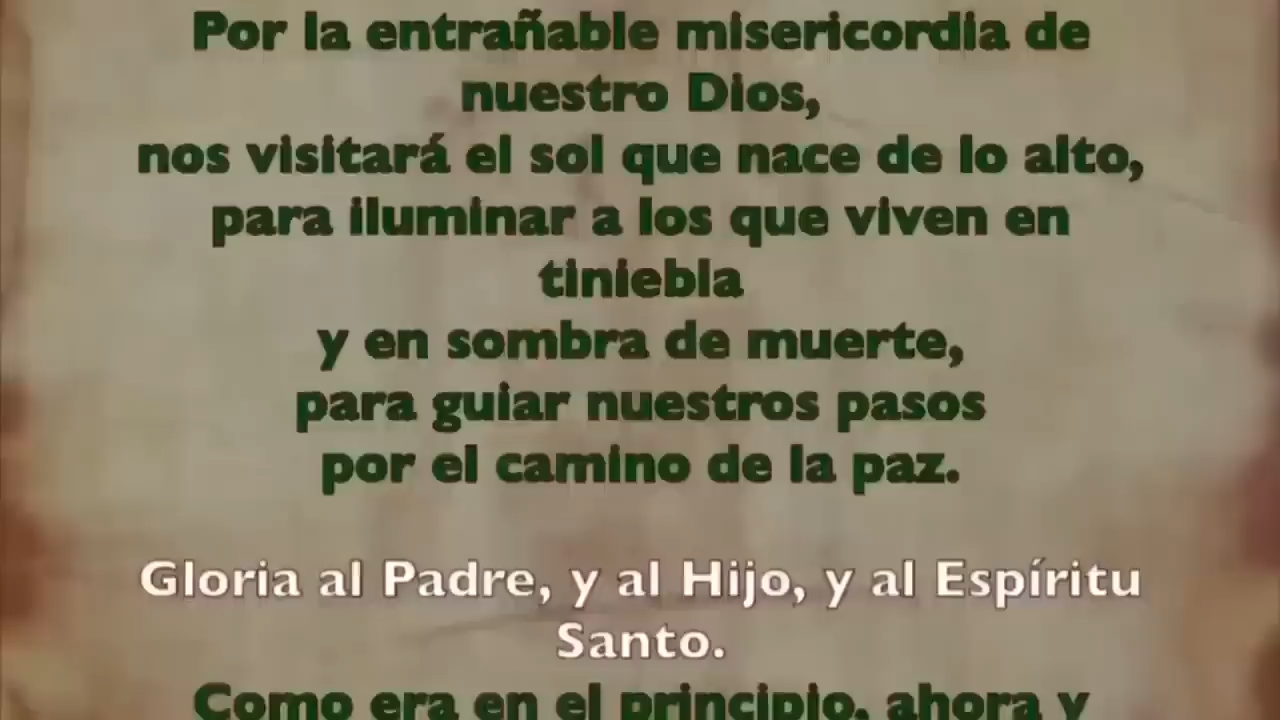 Por la entrañable misericordia de
nuestro Dios,
nos visitará el sol que nace de lo alto,
para iluminar a los que viven en
tiniebla
y en sombra de muerte,
para guiar nuestros pasos
por el camino de la paz.
Gloria al Padre, y al Hijo, y al Espíritu
Santo.
Como era en el principio, ahora y